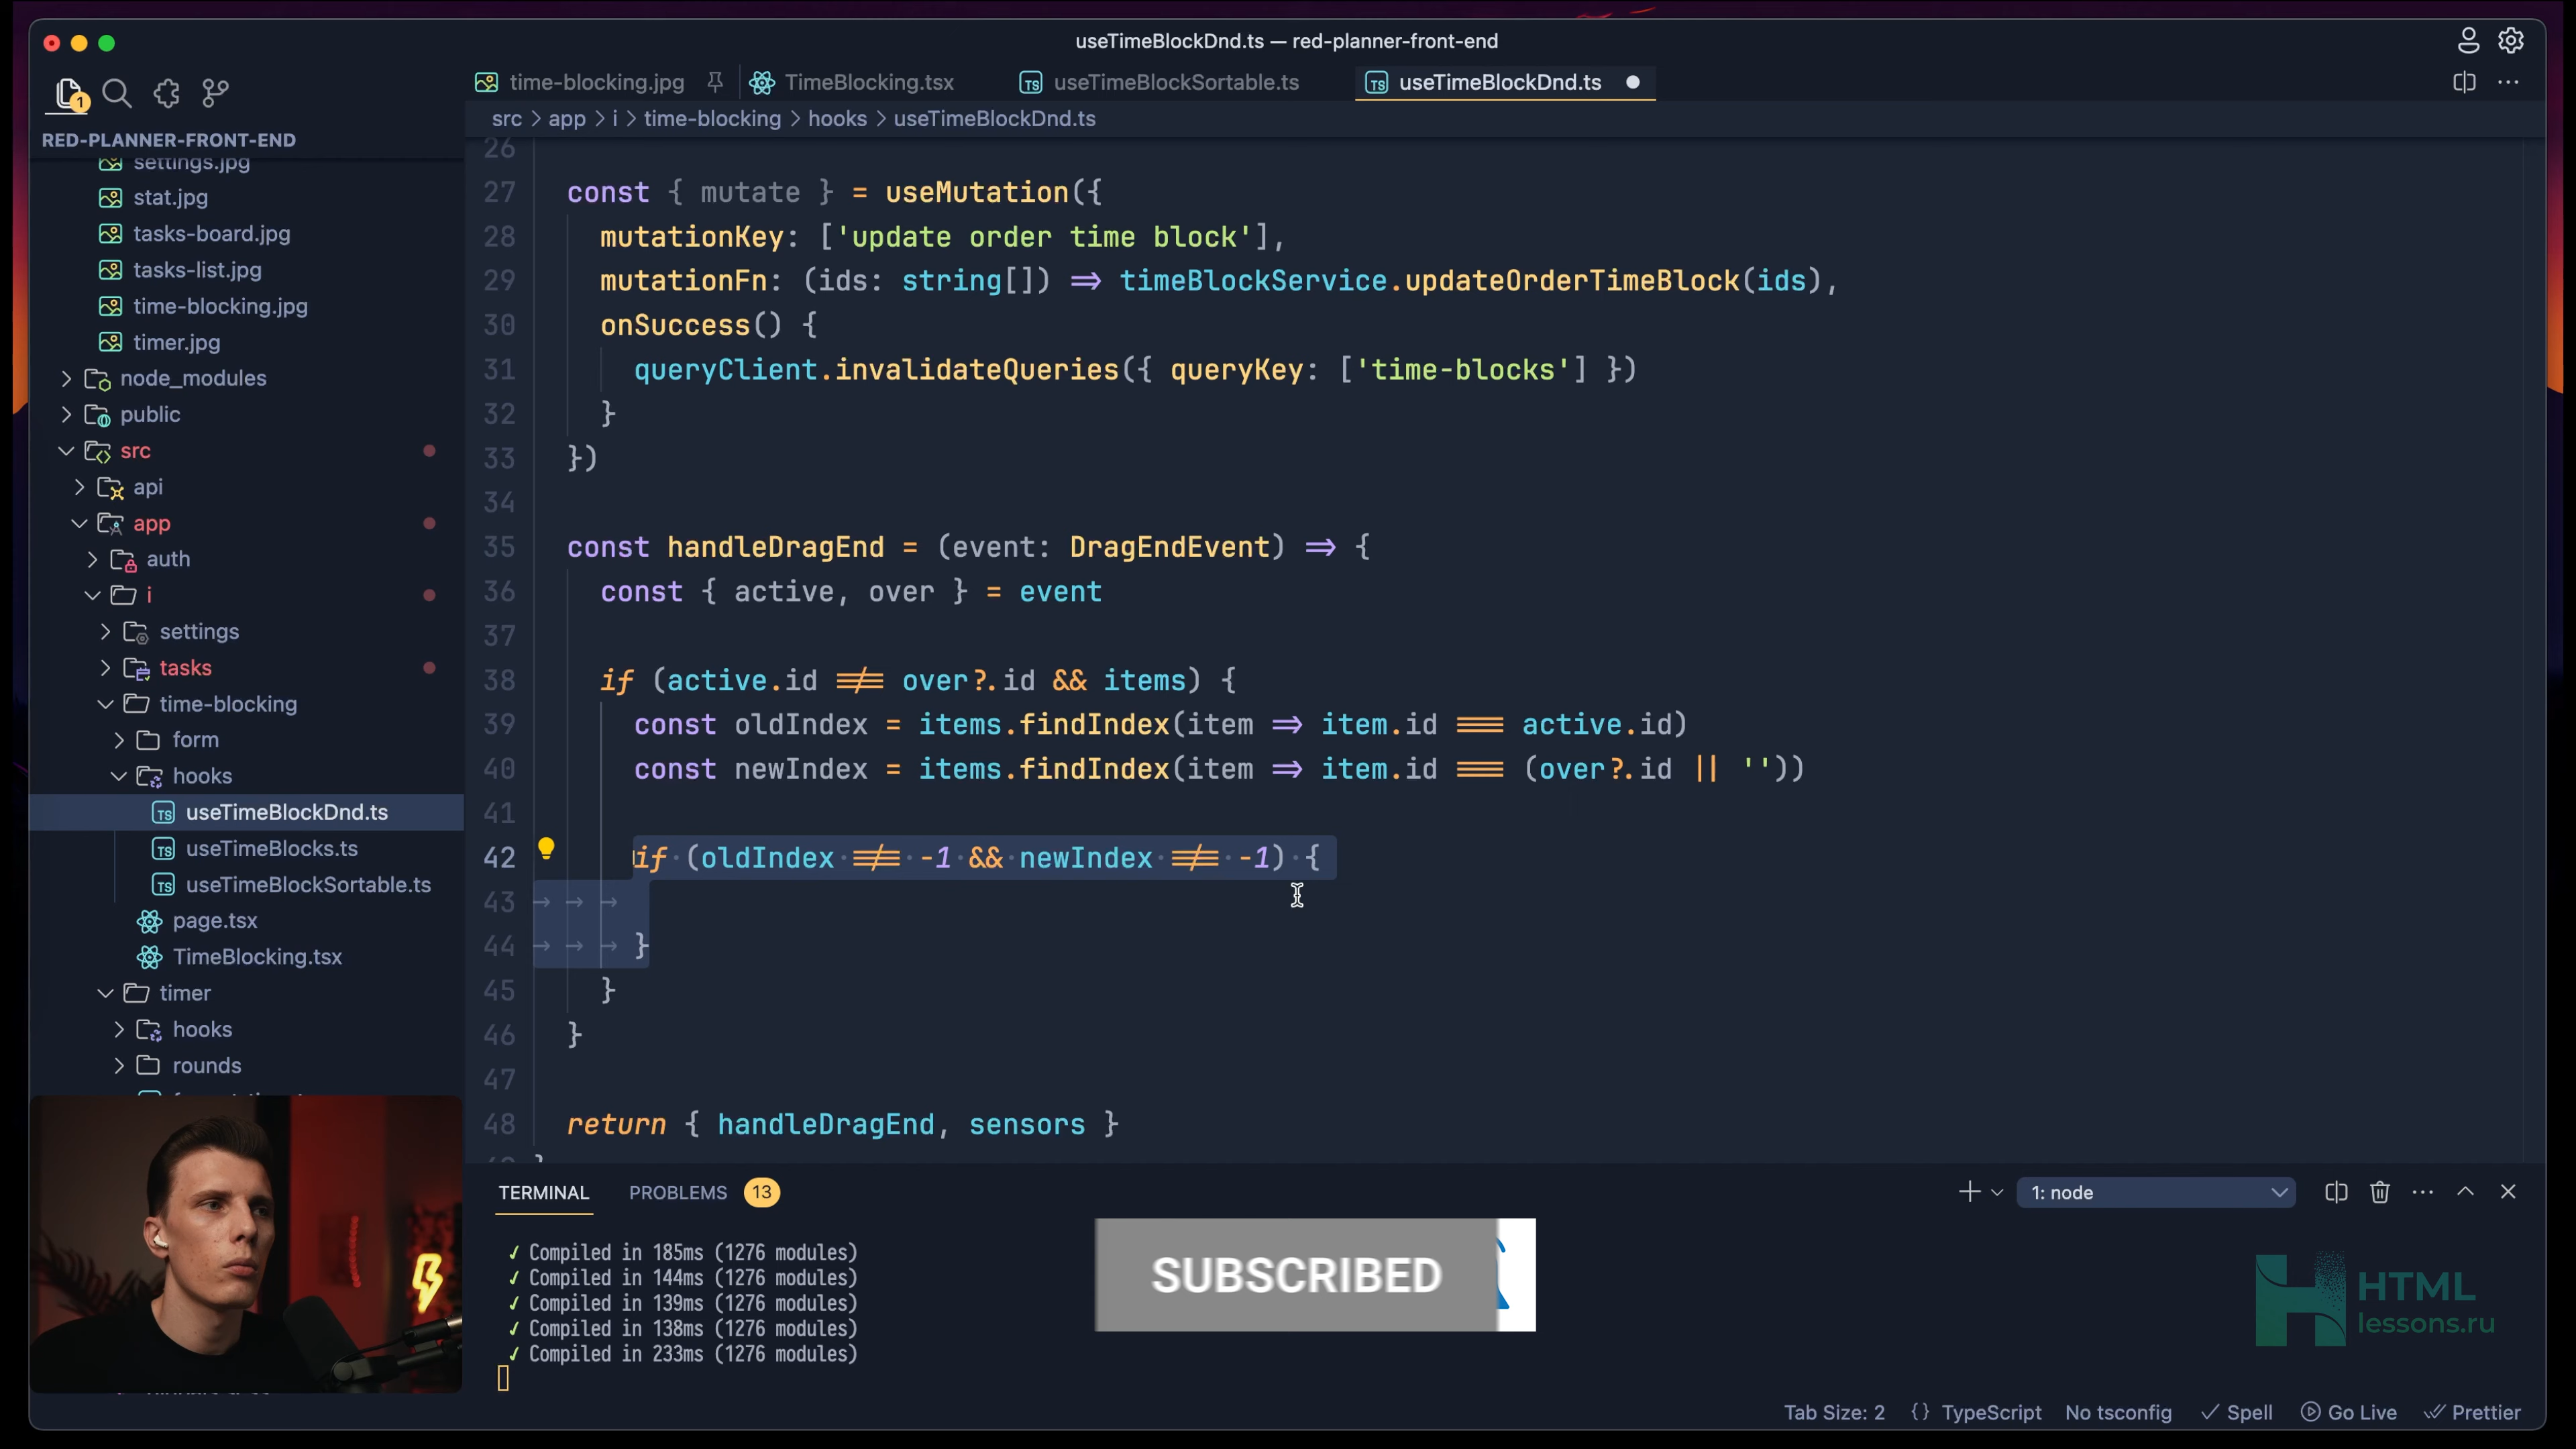 useTimeBlockDnd.ts — red-planner-front-end
1
time-blocking.jpg
TimeBlocking.tsx
useTimeBlockSortable.ts
useTimeBlockDnd.ts
src > app > i > time-blocking > hooks > useTimeBlockDnd.ts
RED-PLANNER-FRONT-END
settings.jpg
stat.jpg
tasks-board.jpg
tasks-list.jpg
time-blocking.jpg
timer.jpg
node_modules
public
src
api
app
auth
i
settings
tasks
time-blocking
form
hooks
useTimeBlockDnd.ts
useTimeBlocks.ts
useTimeBlockSortable.ts
page.tsx
TimeBlocking.tsx
timer
hooks
rounds
26
27 const { mutate } = useMutation({
28 mutationKey: ['update order time block'],
29 mutationFn: (ids: string[]) => timeBlockService.updateOrderTimeBlock(ids),
30 onSuccess() {
31 queryClient.invalidateQueries({ queryKey: ['time-blocks'] })
32 }
33 })
34
35 const handleDragEnd = (event: DragEndEvent) => {
36 const { active, over } = event
37
38 if (active.id !== over?.id && items) {
39 const oldIndex = items.findIndex(item => item.id === active.id)
40 const newIndex = items.findIndex(item => item.id === (over?.id || ''))
41
42 if (oldIndex !== -1 && newIndex !== -1) {
43
44 }
45 }
46 }
47
48 return { handleDragEnd, sensors }
TERMINAL PROBLEMS 13
1: node
✓ Compiled in 185ms (1276 modules)
✓ Compiled in 144ms (1276 modules)
✓ Compiled in 139ms (1276 modules)
✓ Compiled in 138ms (1276 modules)
✓ Compiled in 233ms (1276 modules)
SUBSCRIBED
HTML
lessons.ru
Tab Size: 2 {} TypeScript No tsconfig ✓ Spell Go Live Prettier